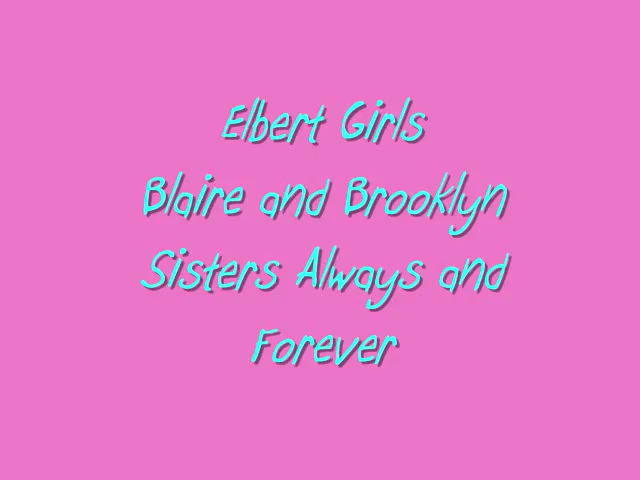 Elbert Girls
Blaire and Brooklyn
Sisters Always and
Forever